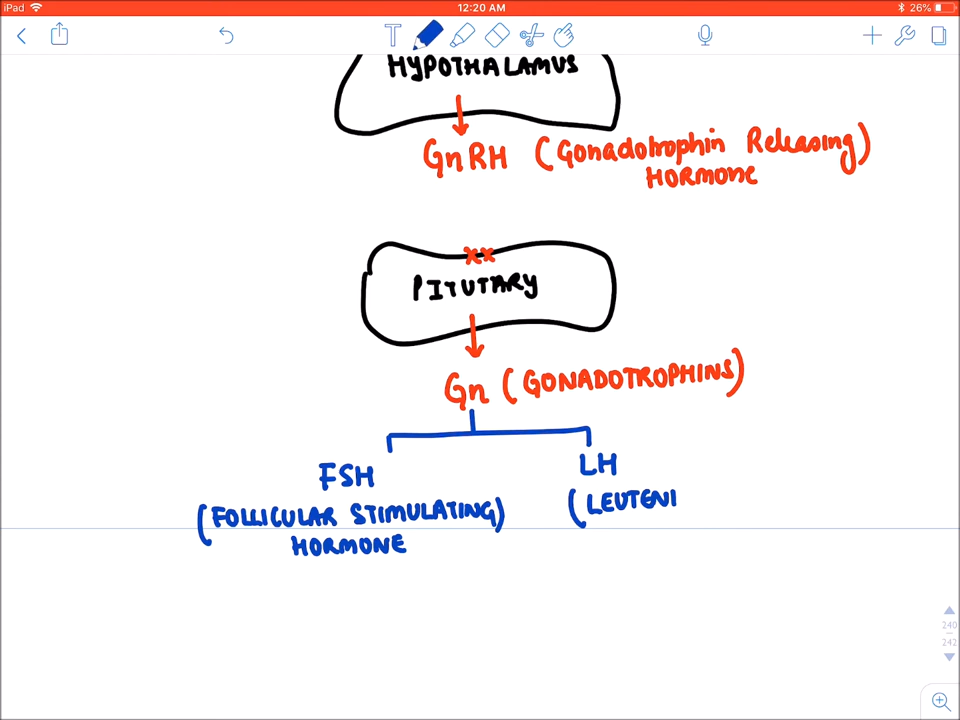 iPad 12:20 AM 26%
T
HYPOTHALAMUS
GnRH (Gonadotrophin Releasing)
HORMONE
xx
PITUTARY
Gn (GONADOTROPHINS)
FSH LH
(FOLLICULAR STIMULATING) (LEUTENI
HORMONE
240
242